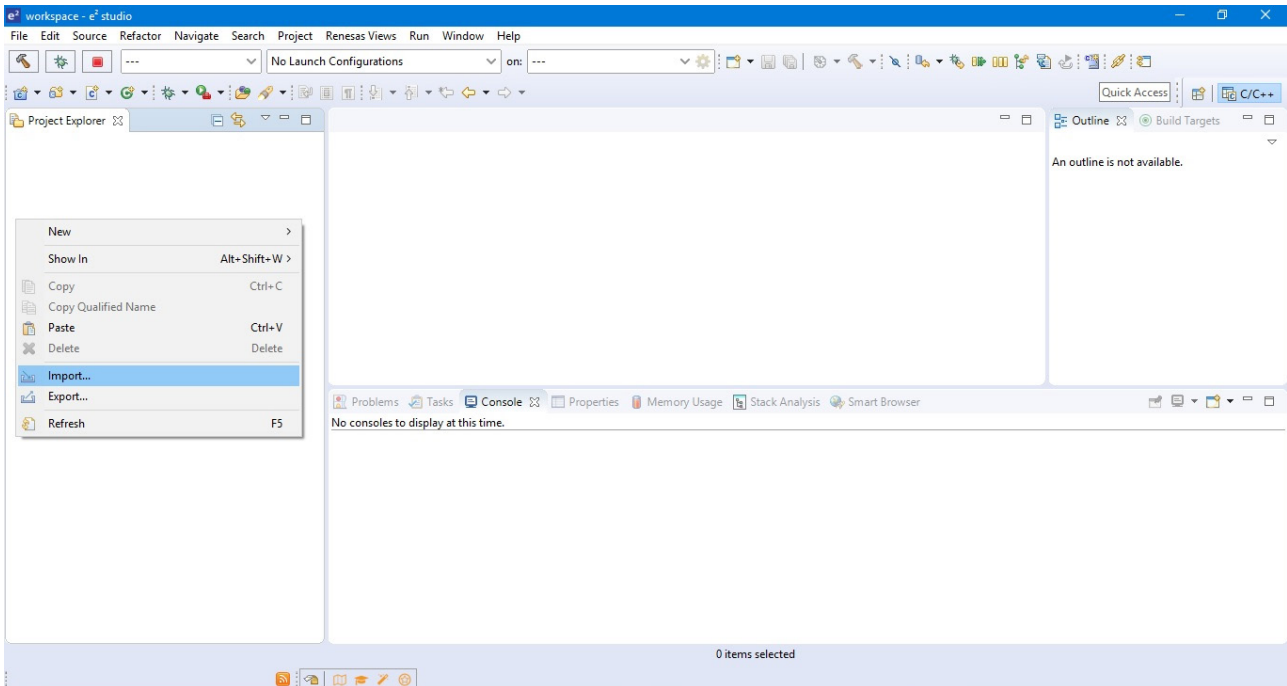 e² workspace - e² studio
File Edit Source Refactor Navigate Search Project Renesas Views Run Window Help
--- No Launch Configurations on: ---
Quick Access C/C++
Project Explorer
Outline Build Targets
An outline is not available.
New
Show In Alt+Shift+W >
Copy Ctrl+C
Copy Qualified Name
Paste Ctrl+V
Delete Delete
Import...
Export...
Refresh F5
Problems Tasks Console Properties Memory Usage Stack Analysis Smart Browser
No consoles to display at this time.
0 items selected